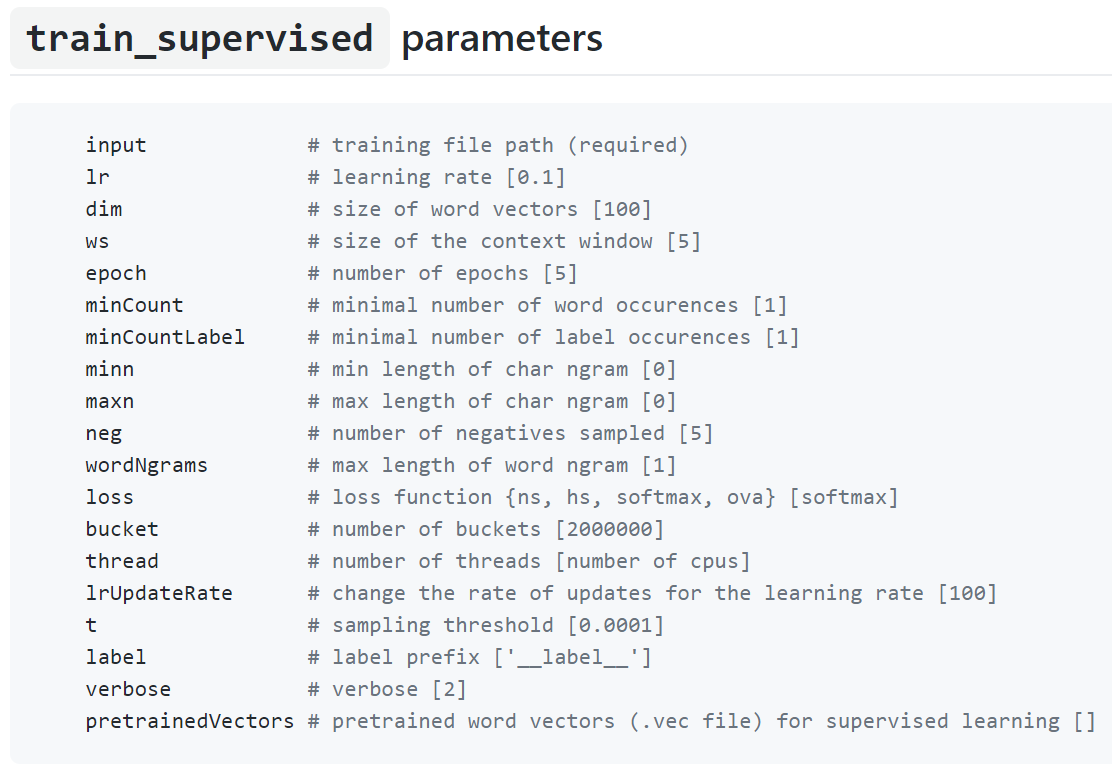 train_supervised parameters
input # training file path (required)
lr # learning rate [0.1]
dim # size of word vectors [100]
ws # size of the context window [5]
epoch # number of epochs [5]
minCount # minimal number of word occurences [1]
minCountLabel # minimal number of label occurences [1]
minn # min length of char ngram [0]
maxn # max length of char ngram [0]
neg # number of negatives sampled [5]
wordNgrams # max length of word ngram [1]
loss # loss function {ns, hs, softmax, ova} [softmax]
bucket # number of buckets [2000000]
thread # number of threads [number of cpus]
lrUpdateRate # change the rate of updates for the learning rate [100]
t # sampling threshold [0.0001]
label # label prefix ['__label__']
verbose # verbose [2]
pretrainedVectors # pretrained word vectors (.vec file) for supervised learning []